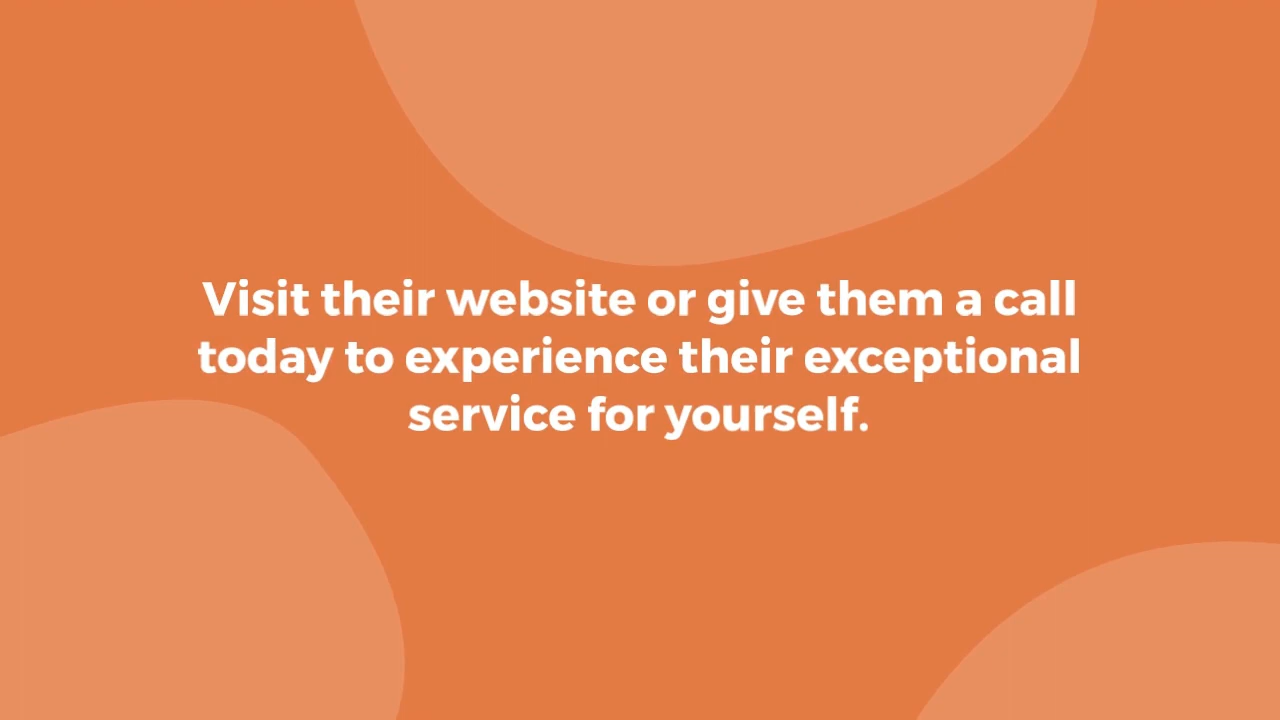 Visit their website or give them a call
today to experience their exceptional
service for yourself.